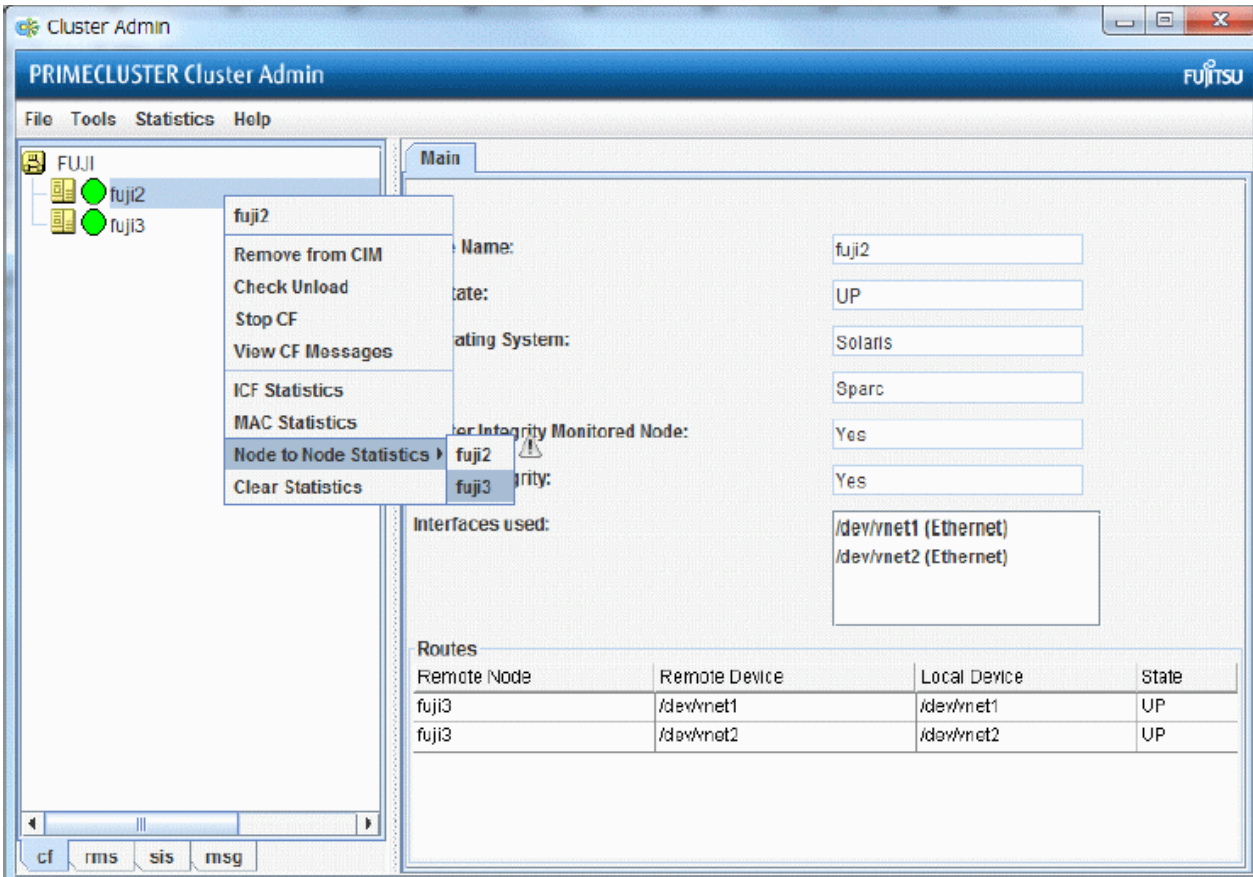 Cluster Admin
PRIMECLUSTER Cluster Admin
FUJITSU
File Tools Statistics Help
FUJI
fuji2
fuji3
fuji2
Remove from CIM
Check Unload
Stop CF
View CF Messages
ICF Statistics
MAC Statistics
Node to Node Statistics
Clear Statistics
fuji2
fuji3
Main
Name: fuji2
tate: UP
ating System: Solaris
Sparc
ter Integrity Monitored Node: Yes
grity: Yes
Interfaces used: /dev/vnet1 (Ethernet)
/dev/vnet2 (Ethernet)
Routes
Remote Node Remote Device Local Device State
fuji3 /dev/vnet1 /dev/vnet1 UP
fuji3 /dev/vnet2 /dev/vnet2 UP
cf rms sis msg